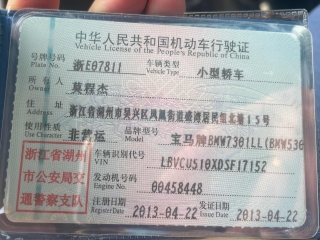 中华人民共和国机动车行驶证
Vehicle License of the People's Republic of China
号牌号码 浙E07811 车辆类型 小型轿车
Plate No. Vehicle Type
所有人 莫程杰
Owner
住址 浙江省湖州市吴兴区凤凰街道 湾居民组北塘15号
Address
使用性质 非营运 品牌型号 宝马牌BMW7301LL(BMW530
Use Character Model
浙江省湖州市公安局交通警察支队
车辆识别代号 LBVCU510XDSF17152
VIN
发动机号码 00458448
Engine No.
注册日期 2013-04-22 发证日期 2013-04-22
Register Date Issue Date